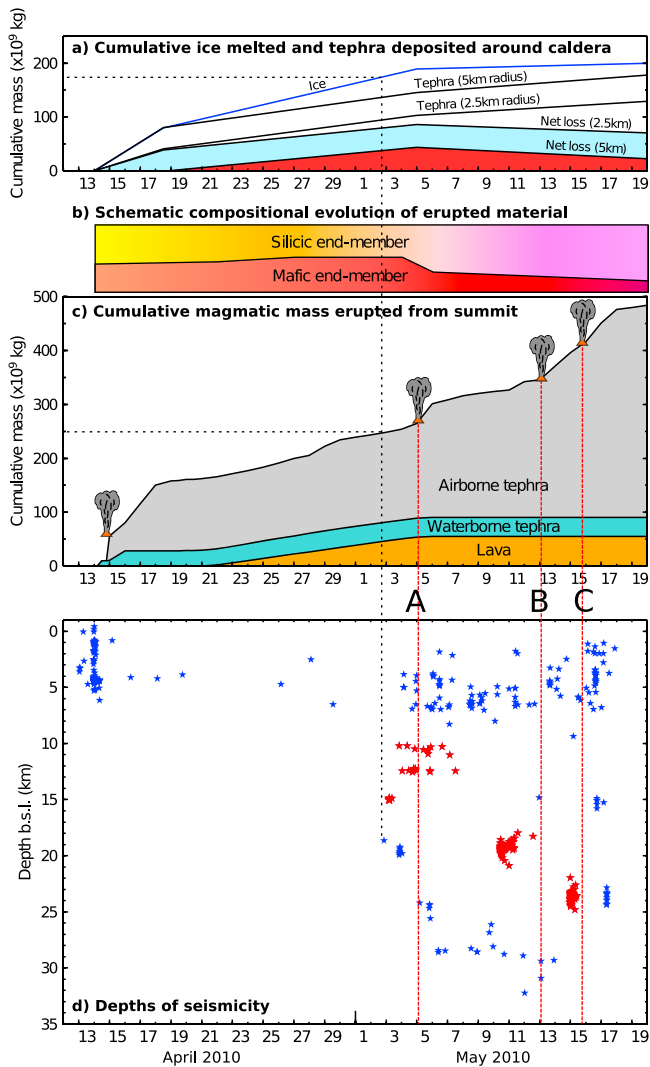 a) Cumulative ice melted and tephra deposited around caldera
Cumulative mass (x10⁹ kg)
200
150
100
50
0
Ice
Tephra (5km radius)
Tephra (2.5km radius)
Net loss (2.5km)
Net loss (5km)
13 15 17 19 21 23 25 27 29 1 3 5 7 9 11 13 15 17 19
b) Schematic compositional evolution of erupted material
Silicic end-member
Mafic end-member
c) Cumulative magmatic mass erupted from summit
Cumulative mass (x10⁹ kg)
500
400
300
200
100
0
Airborne tephra
Waterborne tephra
Lava
13 15 17 19 21 23 25 27 29 1 3 5 7 9 11 13 15 17 19
A B C
Depth b.s.l. (km)
0
5
10
15
20
25
30
35
d) Depths of seismicity
13 15 17 19 21 23 25 27 29 1 3 5 7 9 11 13 15 17 19
April 2010 May 2010